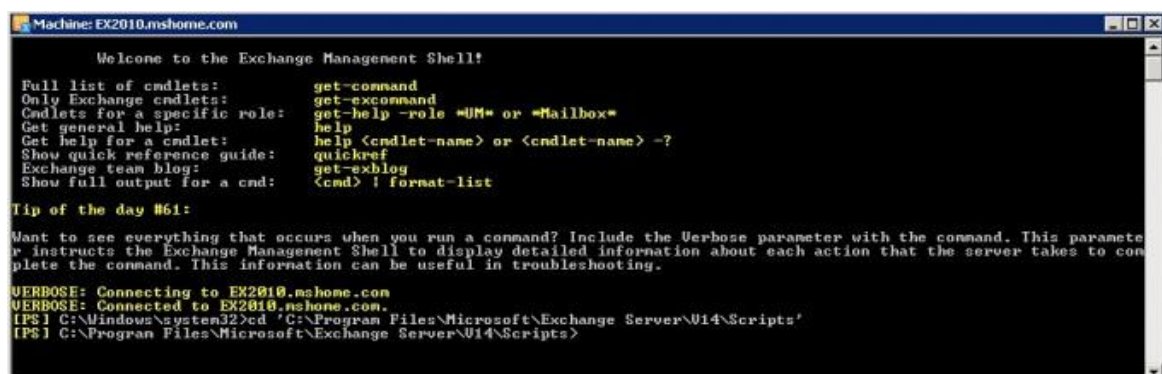 Machine: EX2010.mshome.com
Welcome to the Exchange Management Shell!
Full list of cmdlets: get-command
Only Exchange cmdlets: get-excommand
Cmdlets for a specific role: get-help -role *UM* or *Mailbox*
Get general help: help
Get help for a cmdlet: help <cmdlet-name> or <cmdlet-name> -?
Show quick reference guide: quickref
Exchange team blog: get-exblog
Show full output for a cmd: <cmd> | format-list
Tip of the day #61:
Want to see everything that occurs when you run a command? Include the Verbose parameter with the command. This paramete
r instructs the Exchange Management Shell to display detailed information about each action that the server takes to com
plete the command. This information can be useful in troubleshooting.
VERBOSE: Connecting to EX2010.mshome.com
VERBOSE: Connected to EX2010.mshome.com.
[PS] C:\Windows\system32>cd 'C:\Program Files\Microsoft\Exchange Server\V14\Scripts'
[PS] C:\Program Files\Microsoft\Exchange Server\V14\Scripts>